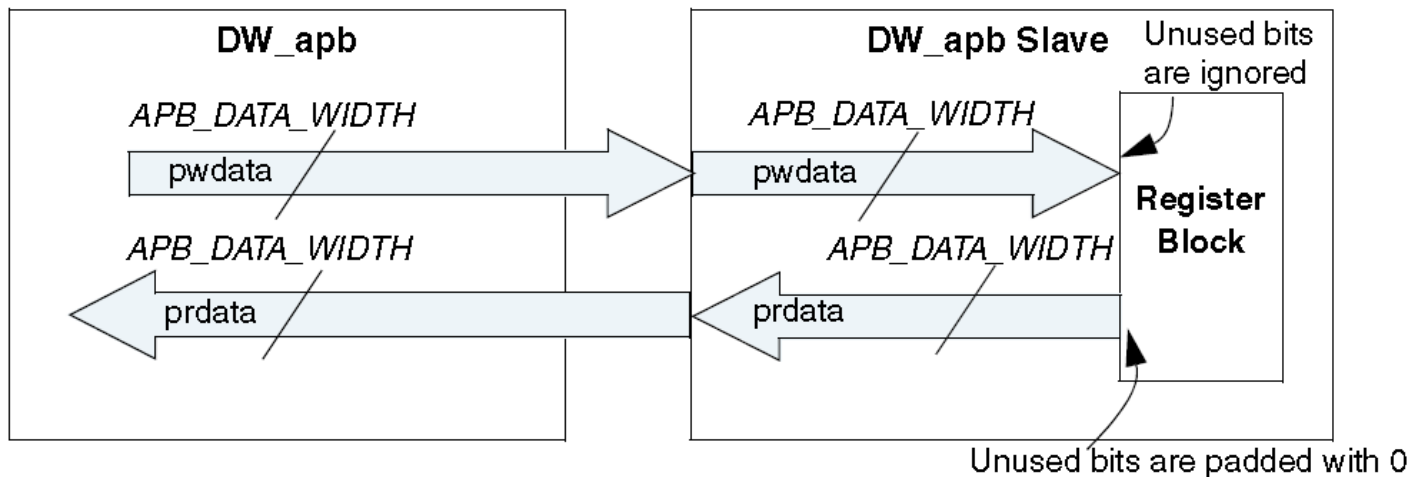 DW_apb
DW_apb Slave
Unused bits
are ignored
APB_DATA_WIDTH
APB_DATA_WIDTH
pwdata
pwdata
Register
Block
APB_DATA_WIDTH
APB_DATA_WIDTH
prdata
prdata
Unused bits are padded with 0